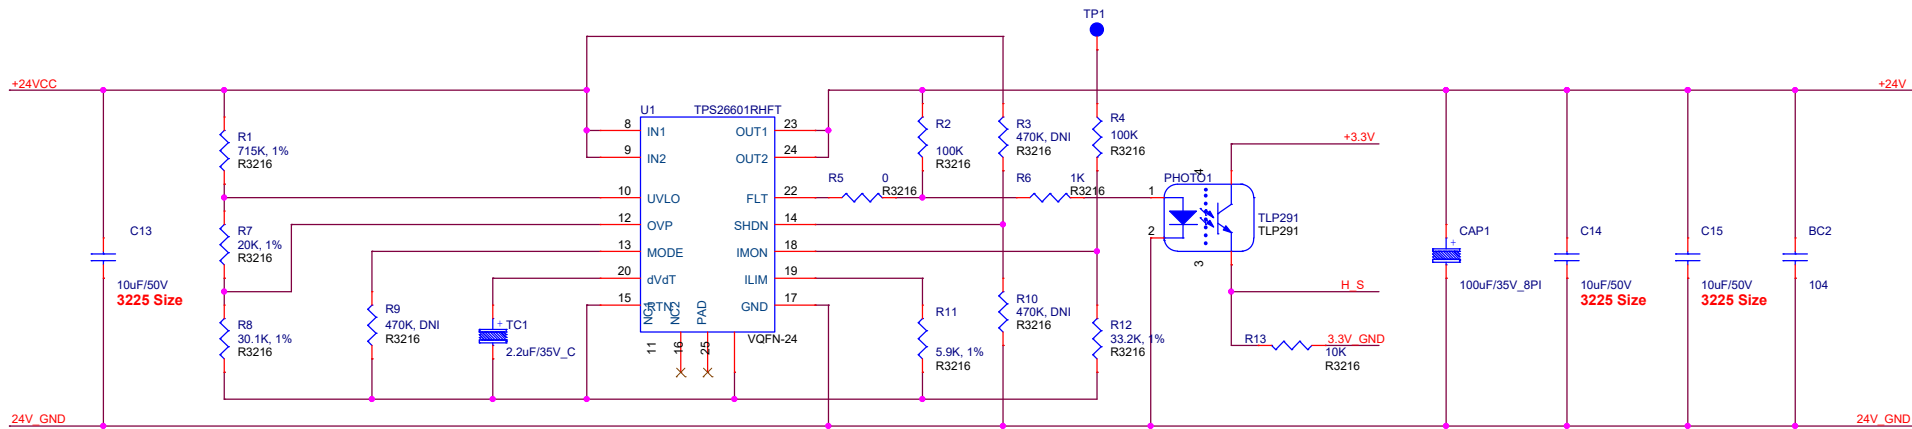 TP1
+24VCC
+24V
U1
TPS26601RHFT
R1
715K, 1%
R3216
8
IN1
OUT1
23
9
IN2
OUT2
24
10
UVLO
FLT
22
12
OVP
SHDN
14
13
MODE
IMON
18
20
dVdT
ILIM
19
15
RTN
GND
17
NC1
NC2
PAD
11
16
25
VQFN-24
R2
100K
R3216
R3
470K, DNI
R3216
R4
100K
R3216
+3.3V
R5
0
R3216
R6
1K
R3216
PHOTO1
4
1
2
3
TLP291
TLP291
C13
10uF/50V
3225 Size
R7
20K, 1%
R3216
R8
30.1K, 1%
R3216
R9
470K, DNI
R3216
+
TC1
2.2uF/35V_C
R11
5.9K, 1%
R3216
R10
470K, DNI
R3216
R12
33.2K, 1%
R3216
H_S
R13
3.3V_GND
10K
R3216
CAP1
+
100uF/35V_8PI
C14
10uF/50V
3225 Size
C15
10uF/50V
3225 Size
BC2
104
24V_GND
24V_GND